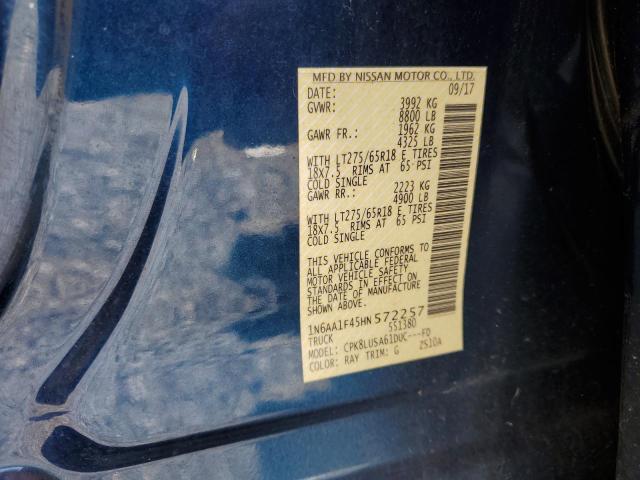 MFD BY NISSAN MOTOR CO., LTD.
DATE: 09/17
GVWR: 3992 KG
8800 LB
GAWR FR.: 1962 KG
4325 LB
WITH LT275/65R18 E TIRES
18X7.5 RIMS AT 65 PSI
COLD SINGLE
GAWR RR.: 2223 KG
4900 LB
WITH LT275/65R18 E TIRES
18X7.5 RIMS AT 65 PSI
COLD SINGLE
THIS VEHICLE CONFORMS TO
ALL APPLICABLE FEDERAL
MOTOR VEHICLE SAFETY
STANDARDS IN EFFECT ON
THE DATE OF MANUFACTURE
SHOWN ABOVE.
1N6AA1F45HN572257
TRUCK 551380
MODEL: CPK8LUSA61DUC---FD
COLOR: RAY TRIM: G ZS10A